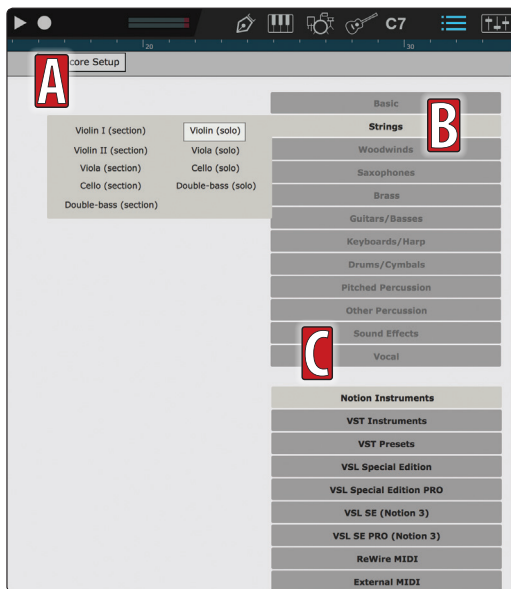 C7
20
30
A
core Setup
Basic
B
Strings
Violin I (section)
Violin (solo)
Violin II (section)
Viola (solo)
Viola (section)
Cello (solo)
Cello (section)
Double-bass (solo)
Double-bass (section)
Woodwinds
Saxophones
Brass
Guitars/Basses
Keyboards/Harp
Drums/Cymbals
Pitched Percussion
Other Percussion
Sound Effects
C
Vocal
Notion Instruments
VST Instruments
VST Presets
VSL Special Edition
VSL Special Edition PRO
VSL SE (Notion 3)
VSL SE PRO (Notion 3)
ReWire MIDI
External MIDI